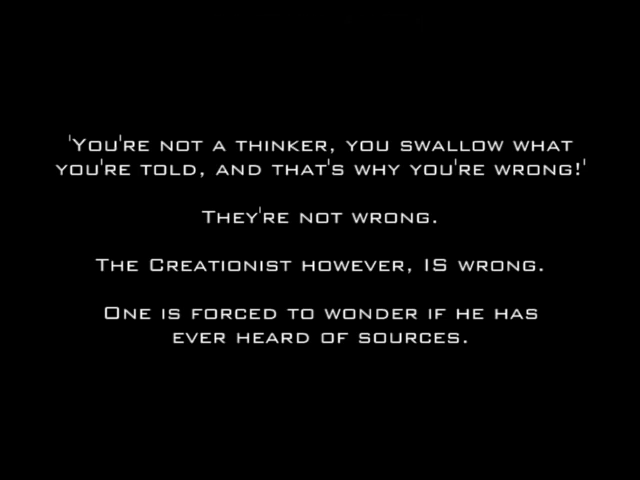 'You're not a thinker, you swallow what
you're told, and that's why you're wrong!'
They're not wrong.
The Creationist however, IS wrong.
One is forced to wonder if he has
ever heard of sources.